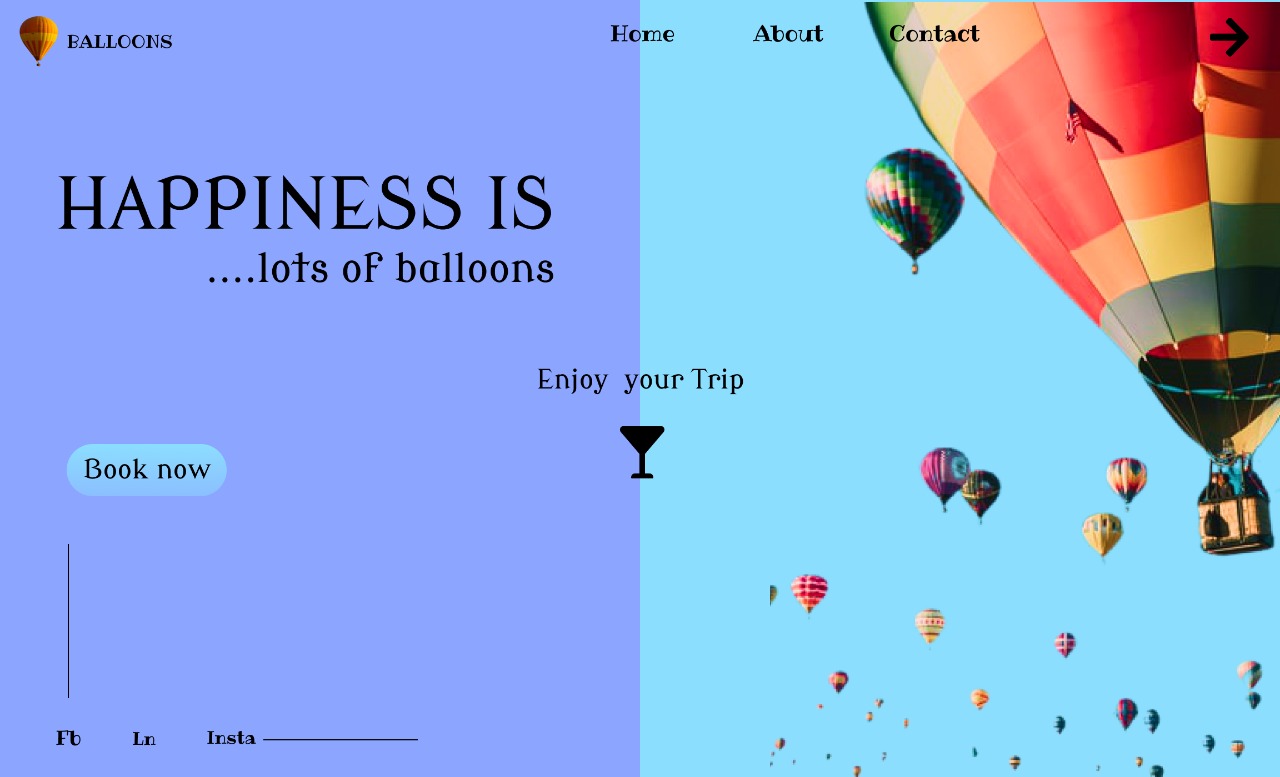 BALLOONS
Home About Contact
HAPPINESS IS
....lots of balloons
Enjoy your Trip
Book now
Fb Ln Insta